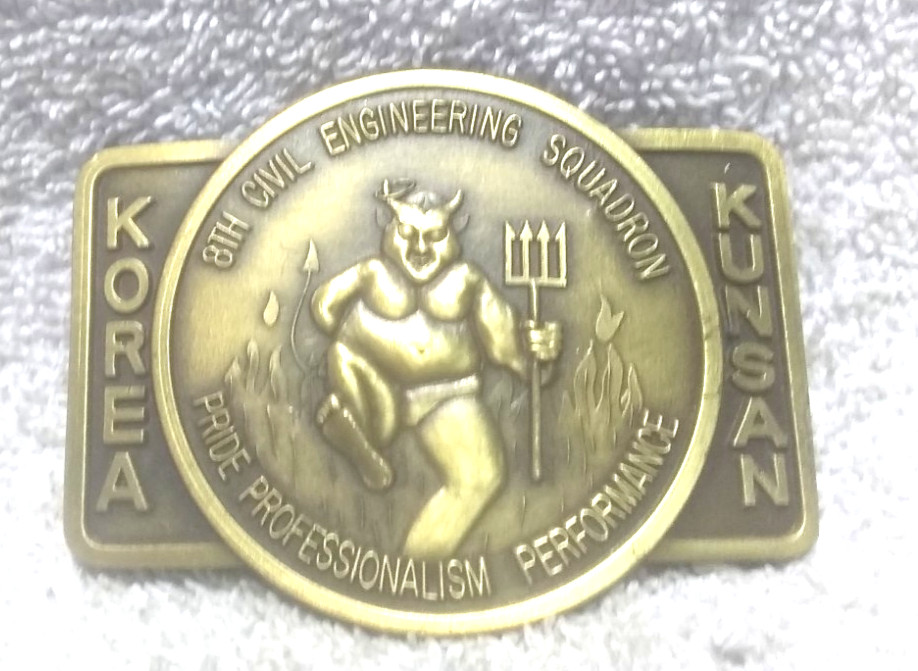 KOREA
8TH CIVIL ENGINEERING SQUADRON
PRIDE PROFESSIONALISM PERFORMANCE
KUNSAN